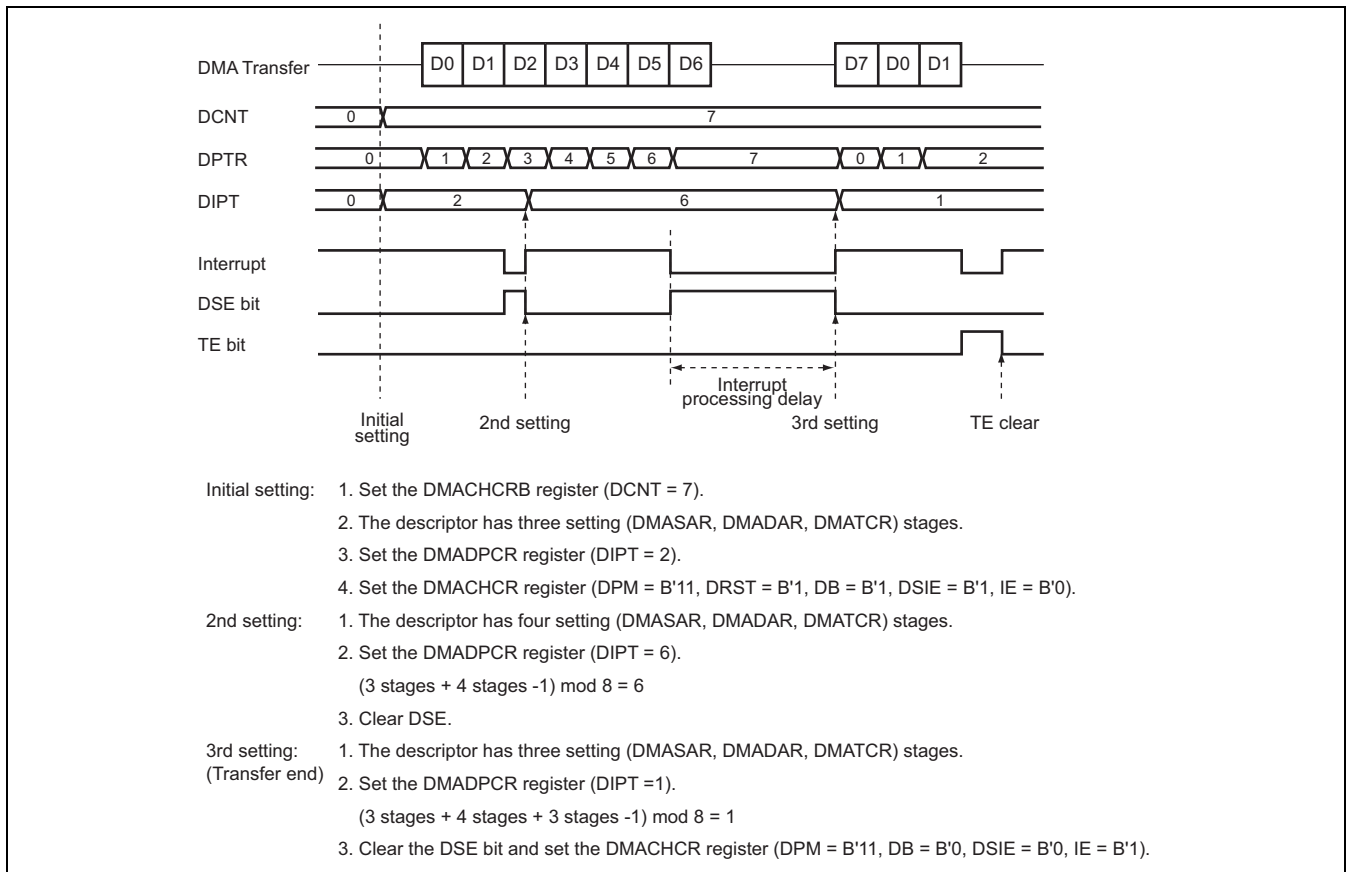 DMA Transfer D0 D1 D2 D3 D4 D5 D6 D7 D0 D1
DCNT 0 7
DPTR 0 1 2 3 4 5 6 7 0 1 2
DIPT 0 2 6 1
Interrupt
DSE bit
TE bit
Interrupt
processing delay
Initial
setting
2nd setting
3rd setting
TE clear
Initial setting: 1. Set the DMACHCRB register (DCNT = 7).
2. The descriptor has three setting (DMASAR, DMADAR, DMATCR) stages.
3. Set the DMADPCR register (DIPT = 2).
4. Set the DMACHCR register (DPM = B'11, DRST = B'1, DB = B'1, DSIE = B'1, IE = B'0).
2nd setting: 1. The descriptor has four setting (DMASAR, DMADAR, DMATCR) stages.
2. Set the DMADPCR register (DIPT = 6).
(3 stages + 4 stages -1) mod 8 = 6
3. Clear DSE.
3rd setting: 1. The descriptor has three setting (DMASAR, DMADAR, DMATCR) stages.
(Transfer end) 2. Set the DMADPCR register (DIPT =1).
(3 stages + 4 stages + 3 stages -1) mod 8 = 1
3. Clear the DSE bit and set the DMACHCR register (DPM = B'11, DB = B'0, DSIE = B'0, IE = B'1).